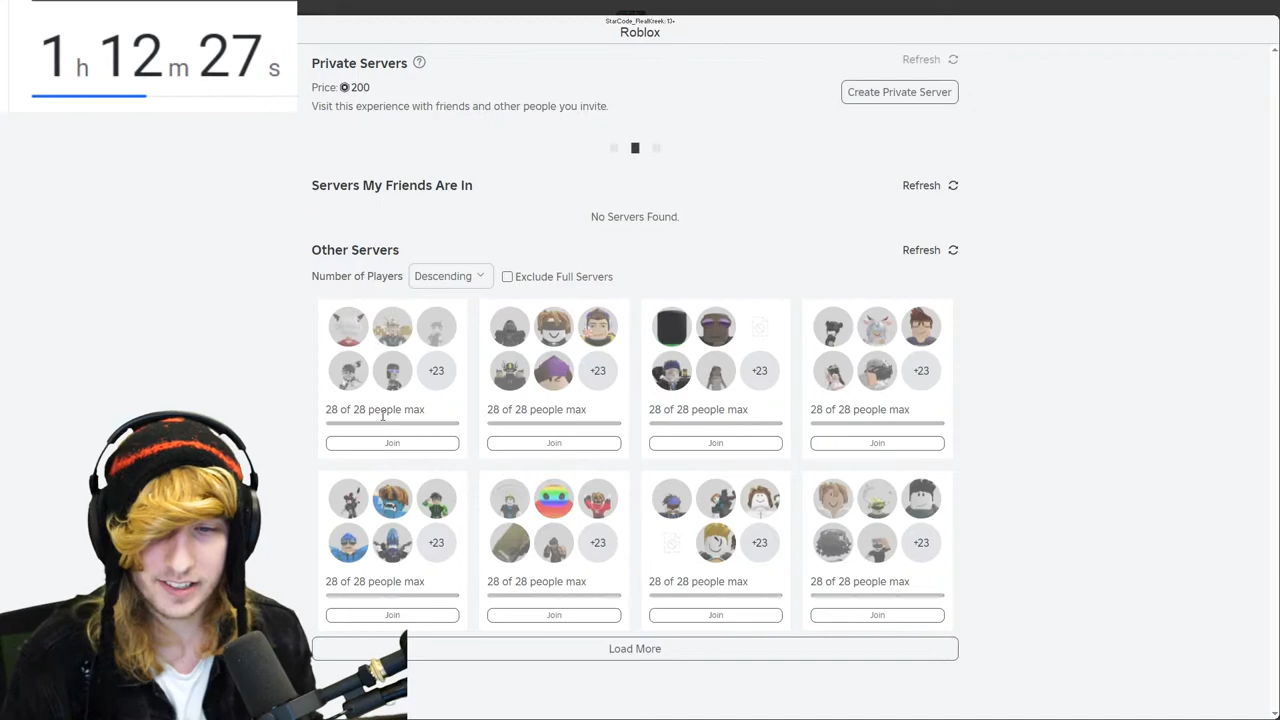 1 h 12 m 27 s
StarCode_RealKreek: 13+
Roblox
Private Servers ?
Refresh
Price: 200
Create Private Server
Visit this experience with friends and other people you invite.
Servers My Friends Are In
Refresh
No Servers Found.
Other Servers
Refresh
Number of Players Descending Exclude Full Servers
+23 +23 +23 +23
28 of 28 people max 28 of 28 people max 28 of 28 people max 28 of 28 people max
Join Join Join Join
+23 +23 +23 +23
28 of 28 people max 28 of 28 people max 28 of 28 people max 28 of 28 people max
Join Join Join Join
Load More